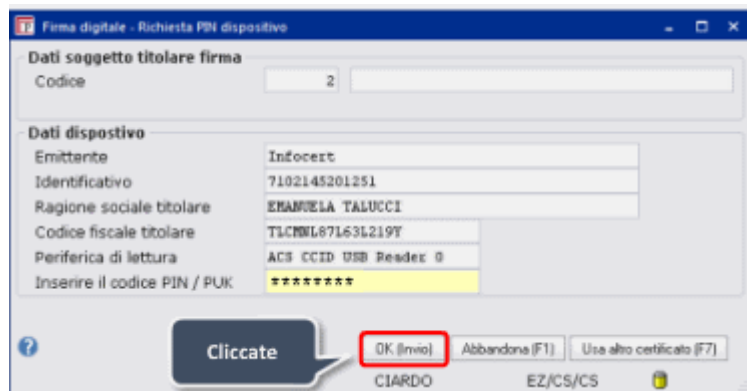 Firma digitale - Richiesta PIN dispositivo
Dati soggetto titolare firma
Codice 2
Dati dispostivo
Emittente Infocert
Identificativo 7102145201251
Ragione sociale titolare EMANUELA TALUCCI
Codice fiscale titolare TLCMNL87L63L219Y
Periferica di lettura ACS CCID USB Reader 0
Inserire il codice PIN / PUK ********
Cliccate OK (Invio) Abbandona (F1) Usa altro certificato (F7)
CIARDO EZ/CS/CS